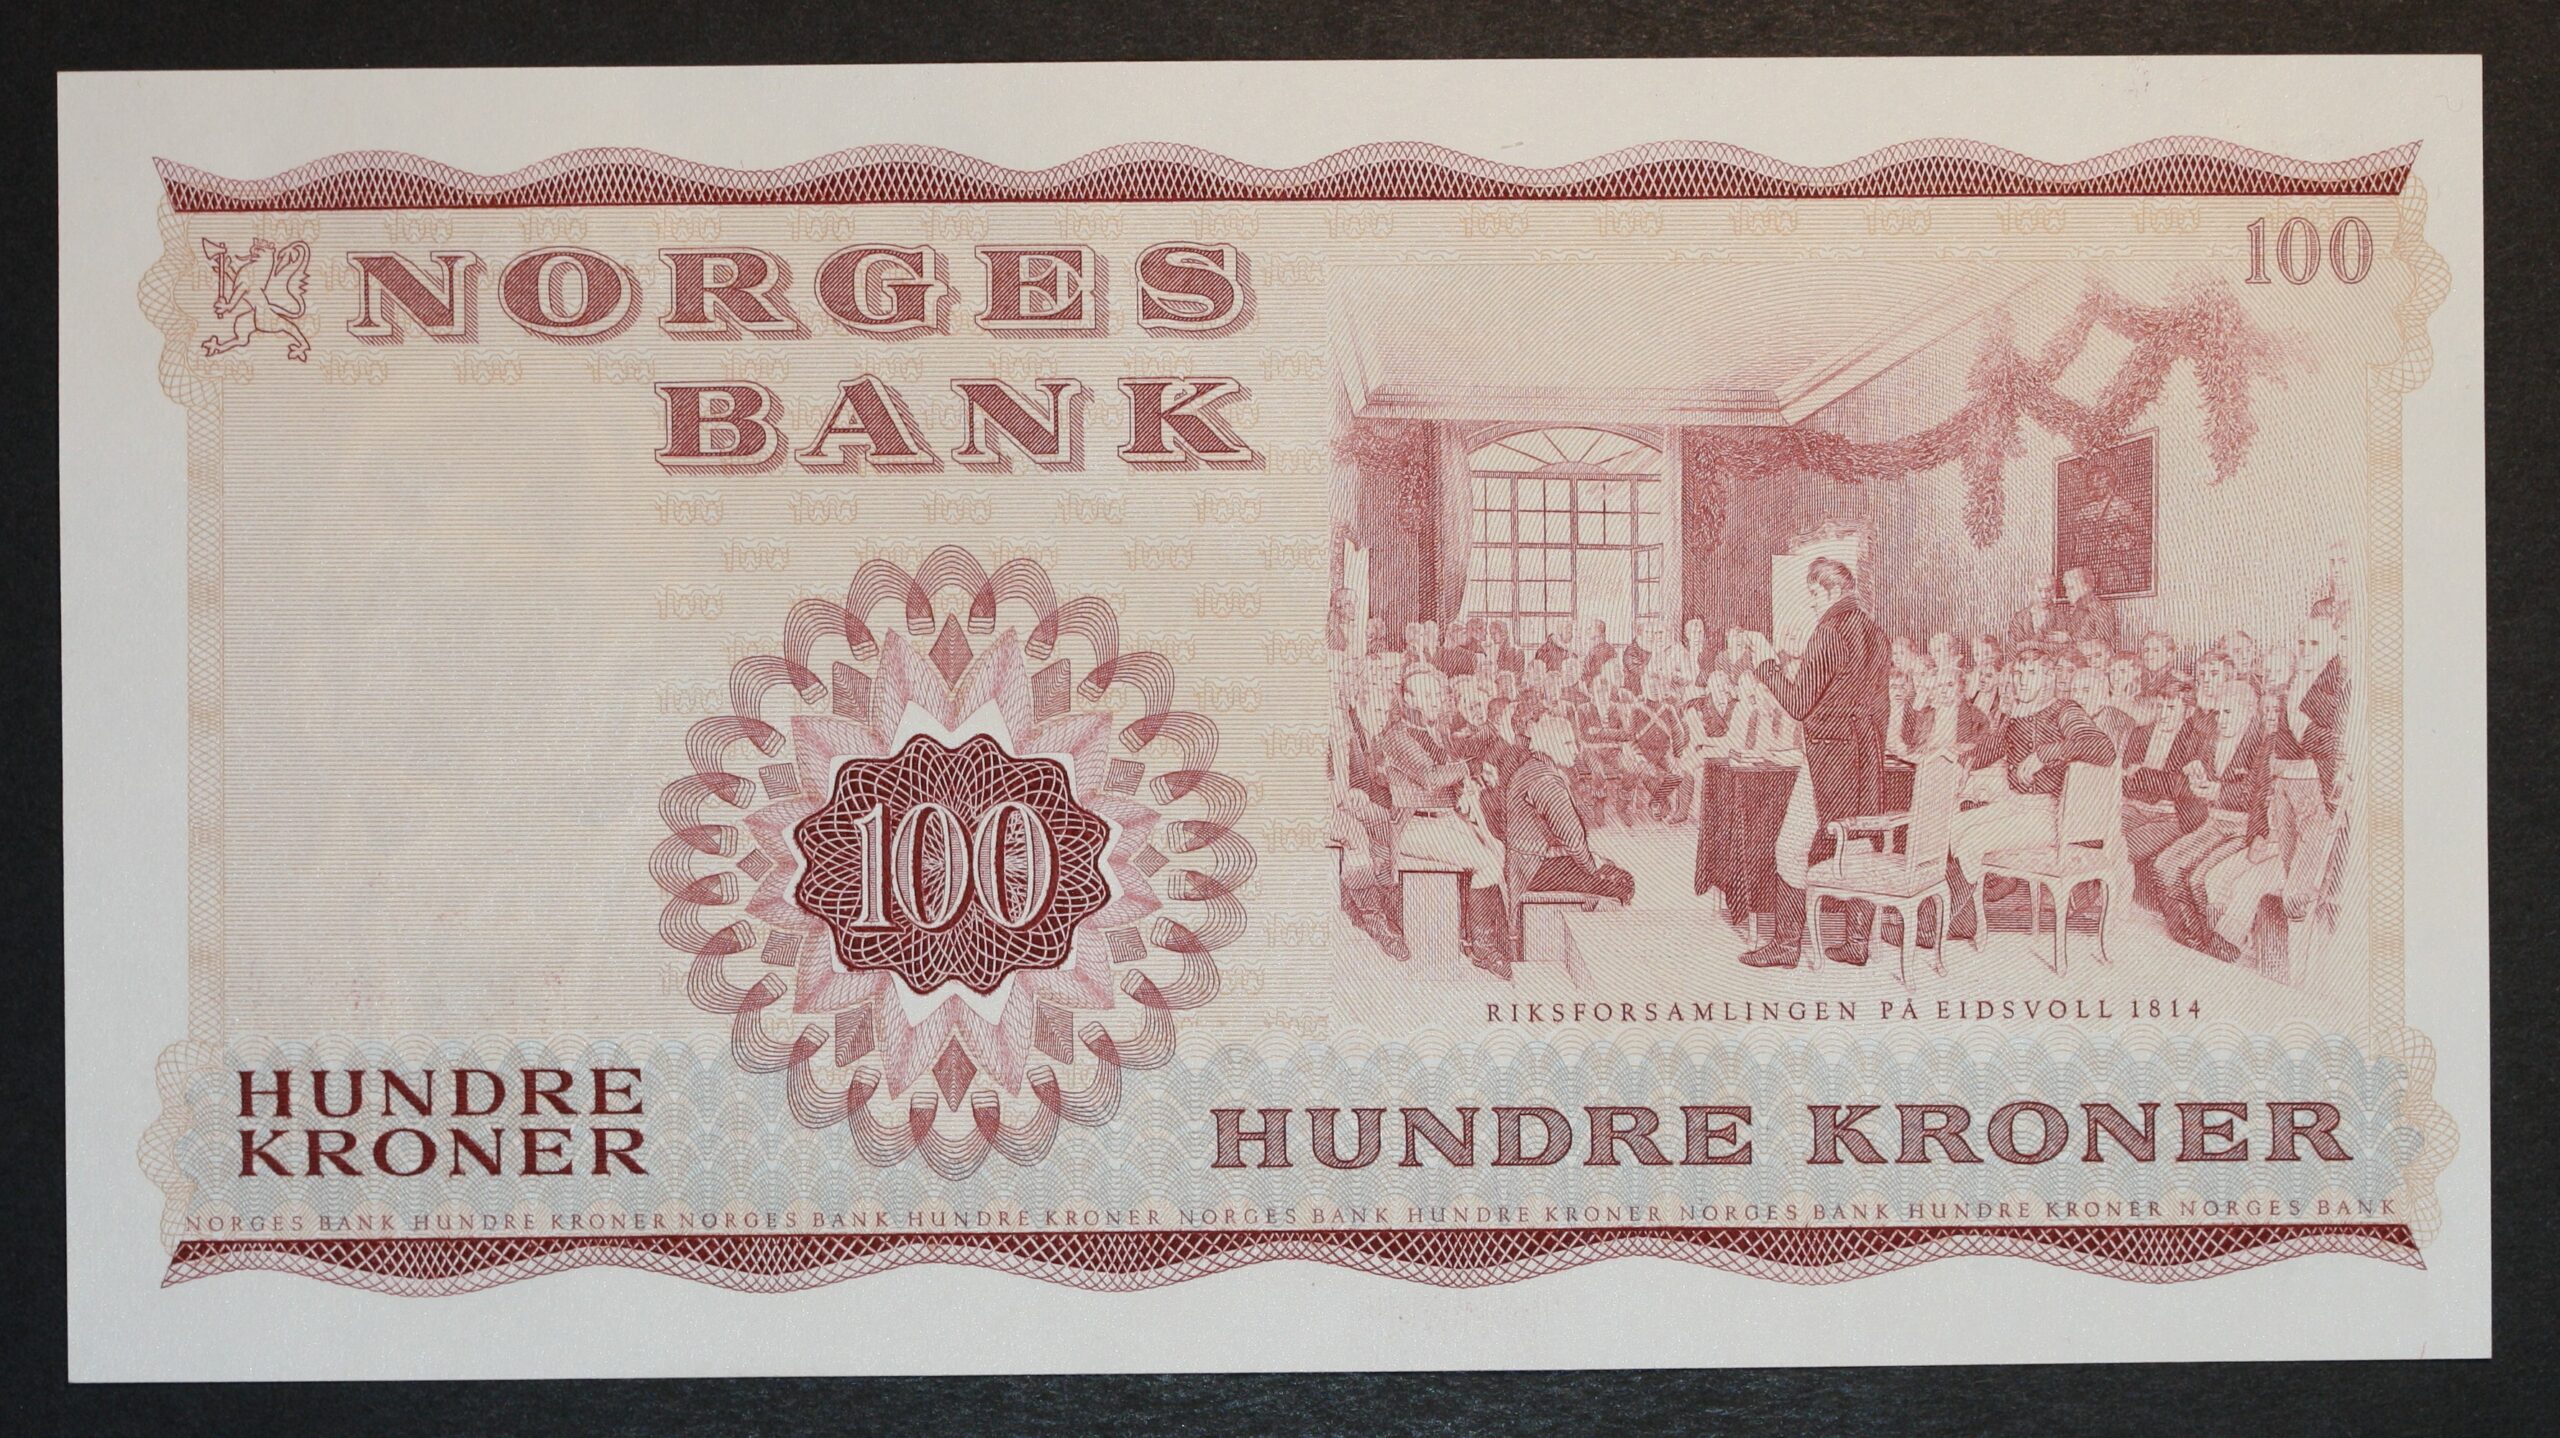 NORGES
BANK
100
100
RIKSFORSAMLINGEN PÅ EIDSVOLL 1814
HUNDRE
KRONER
HUNDRE KRONER
NORGES BANK HUNDRE KRONER NORGES BANK HUNDRE KRONER NORGES BANK HUNDRE KRONER NORGES BANK HUNDRE KRONER NORGES BANK